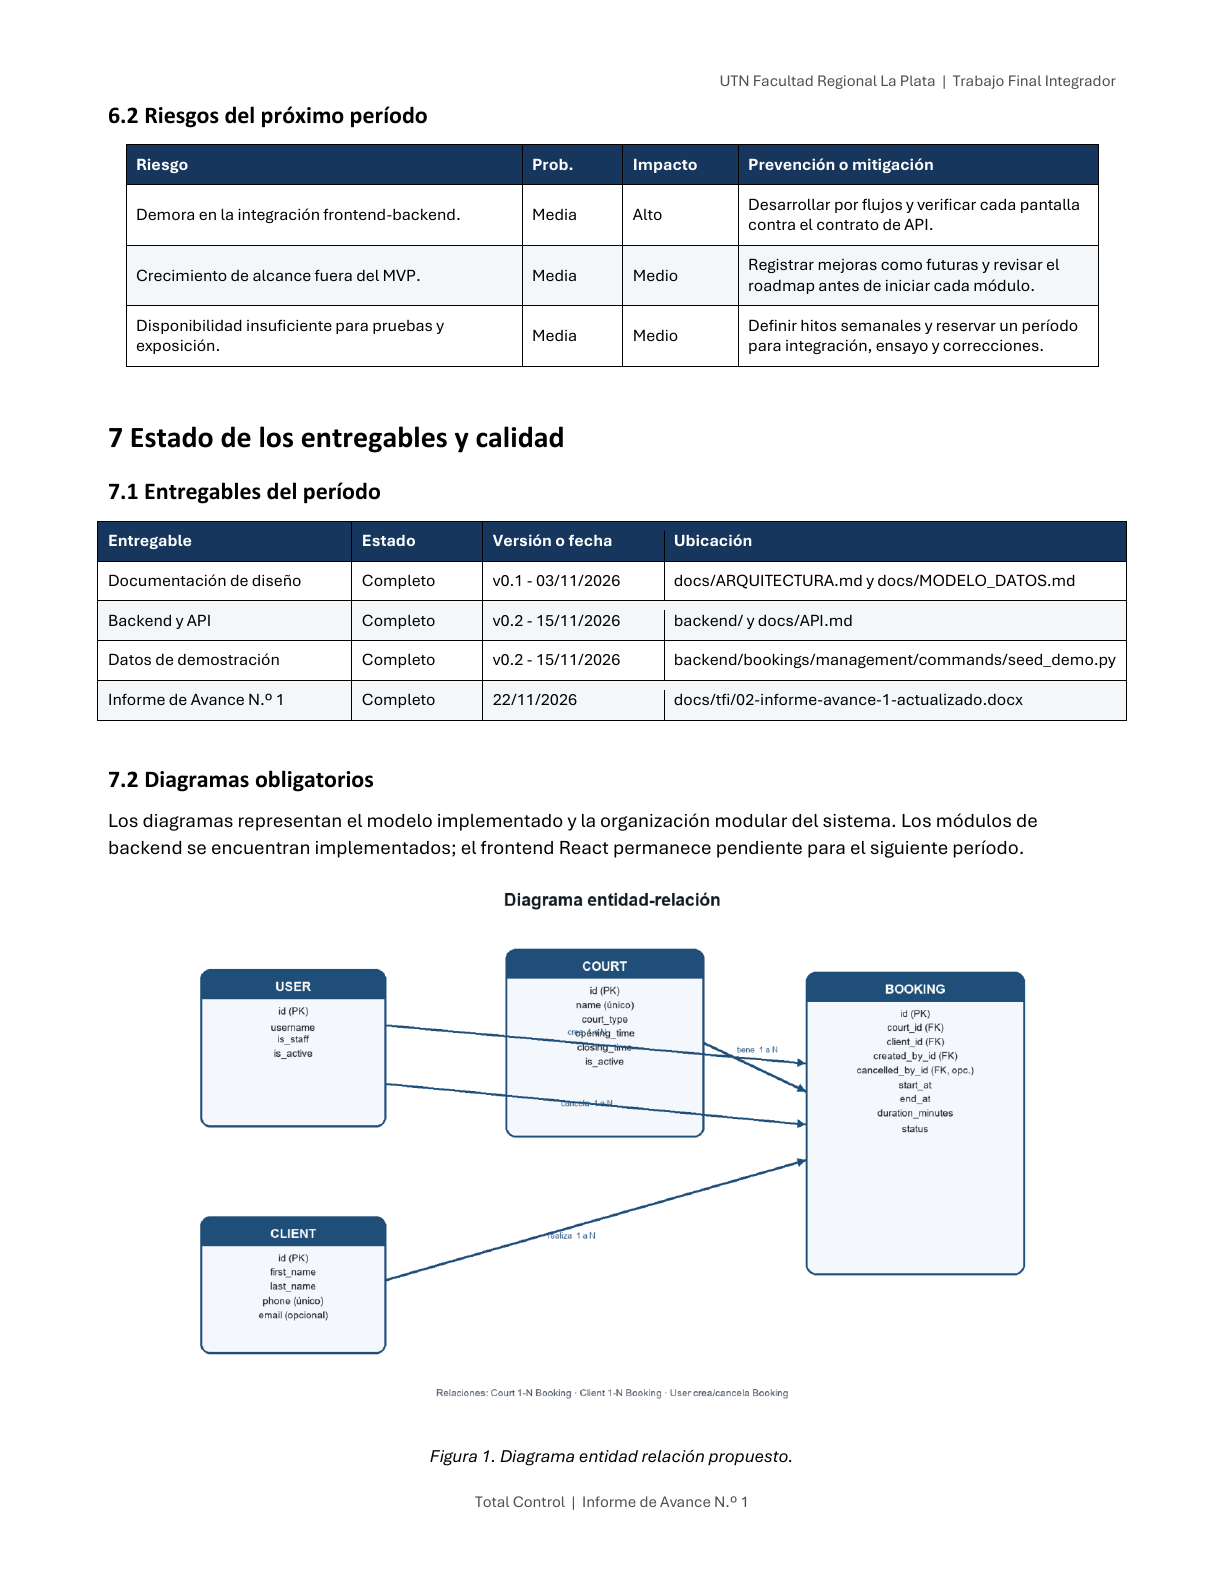 UTN Facultad Regional La Plata | Trabajo Final Integrador
6.2 Riesgos del próximo período
Riesgo Prob. Impacto Prevención o mitigación
Demora en la integración frontend-backend. Media Alto Desarrollar por flujos y verificar cada pantalla
contra el contrato de API.
Crecimiento de alcance fuera del MVP. Media Medio Registrar mejoras como futuras y revisar el
roadmap antes de iniciar cada módulo.
Disponibilidad insuficiente para pruebas y
exposición. Media Medio Definir hitos semanales y reservar un período
para integración, ensayo y correcciones.
7 Estado de los entregables y calidad
7.1 Entregables del período
Entregable Estado Versión o fecha Ubicación
Documentación de diseño Completo v0.1 - 03/11/2026 docs/ARQUITECTURA.md y docs/MODELO_DATOS.md
Backend y API Completo v0.2 - 15/11/2026 backend/ y docs/API.md
Datos de demostración Completo v0.2 - 15/11/2026 backend/bookings/management/commands/seed_demo.py
Informe de Avance N.º 1 Completo 22/11/2026 docs/tfi/02-informe-avance-1-actualizado.docx
7.2 Diagramas obligatorios
Los diagramas representan el modelo implementado y la organización modular del sistema. Los módulos de
backend se encuentran implementados; el frontend React permanece pendiente para el siguiente período.
Diagrama entidad-relación
USER
id (PK)
username
is_staff
is_active
COURT
id (PK)
name (único)
court_type
opening_time
closing_time
is_active
cancela 1 a N
tiene 1 a N
BOOKING
id (PK)
court_id (FK)
client_id (FK)
created_by_id (FK)
cancelled_by_id (FK, opc.)
start_at
end_at
duration_minutes
status
realiza 1 a N
CLIENT
id (PK)
first_name
last_name
phone (único)
email (opcional)
Relaciones: Court 1-N Booking · Client 1-N Booking · User crea/cancela Booking
Figura 1. Diagrama entidad relación propuesto.
Total Control | Informe de Avance N.º 1